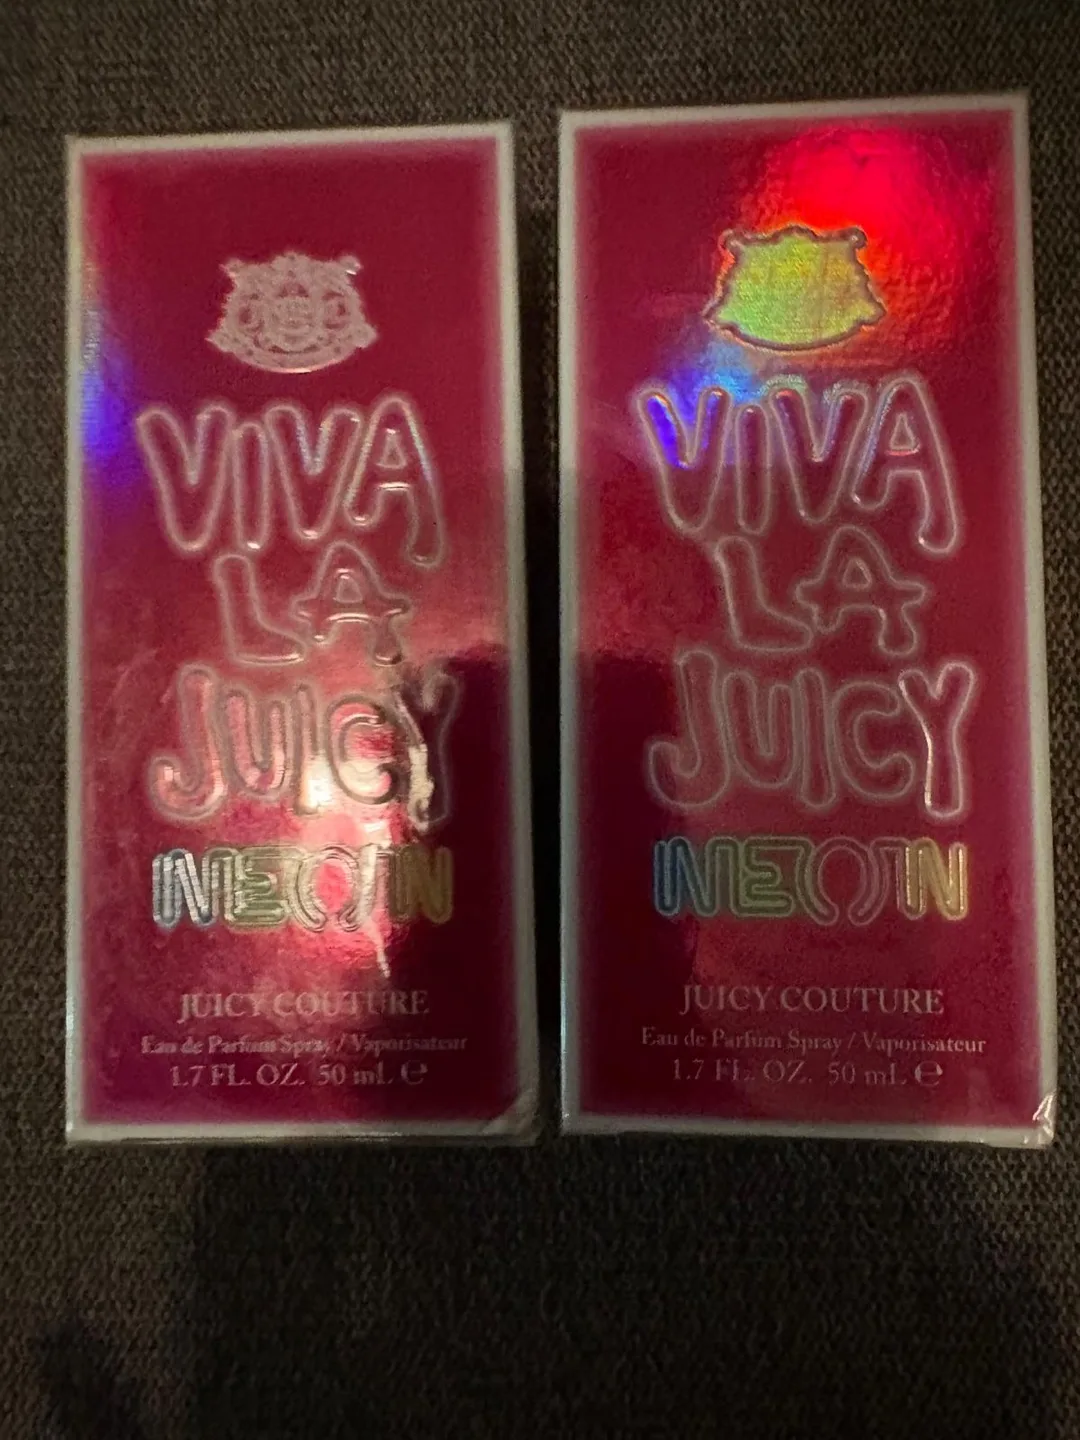 VIVA
LA
JUICY
NEON
JUICY COUTURE
Eau de Parfum Spray / Vaporisateur
1.7 FL. OZ. 50 mL e
VIVA
LA
JUICY
NEON
JUICY COUTURE
Eau de Parfum Spray / Vaporisateur
1.7 FL. OZ. 50 mL e